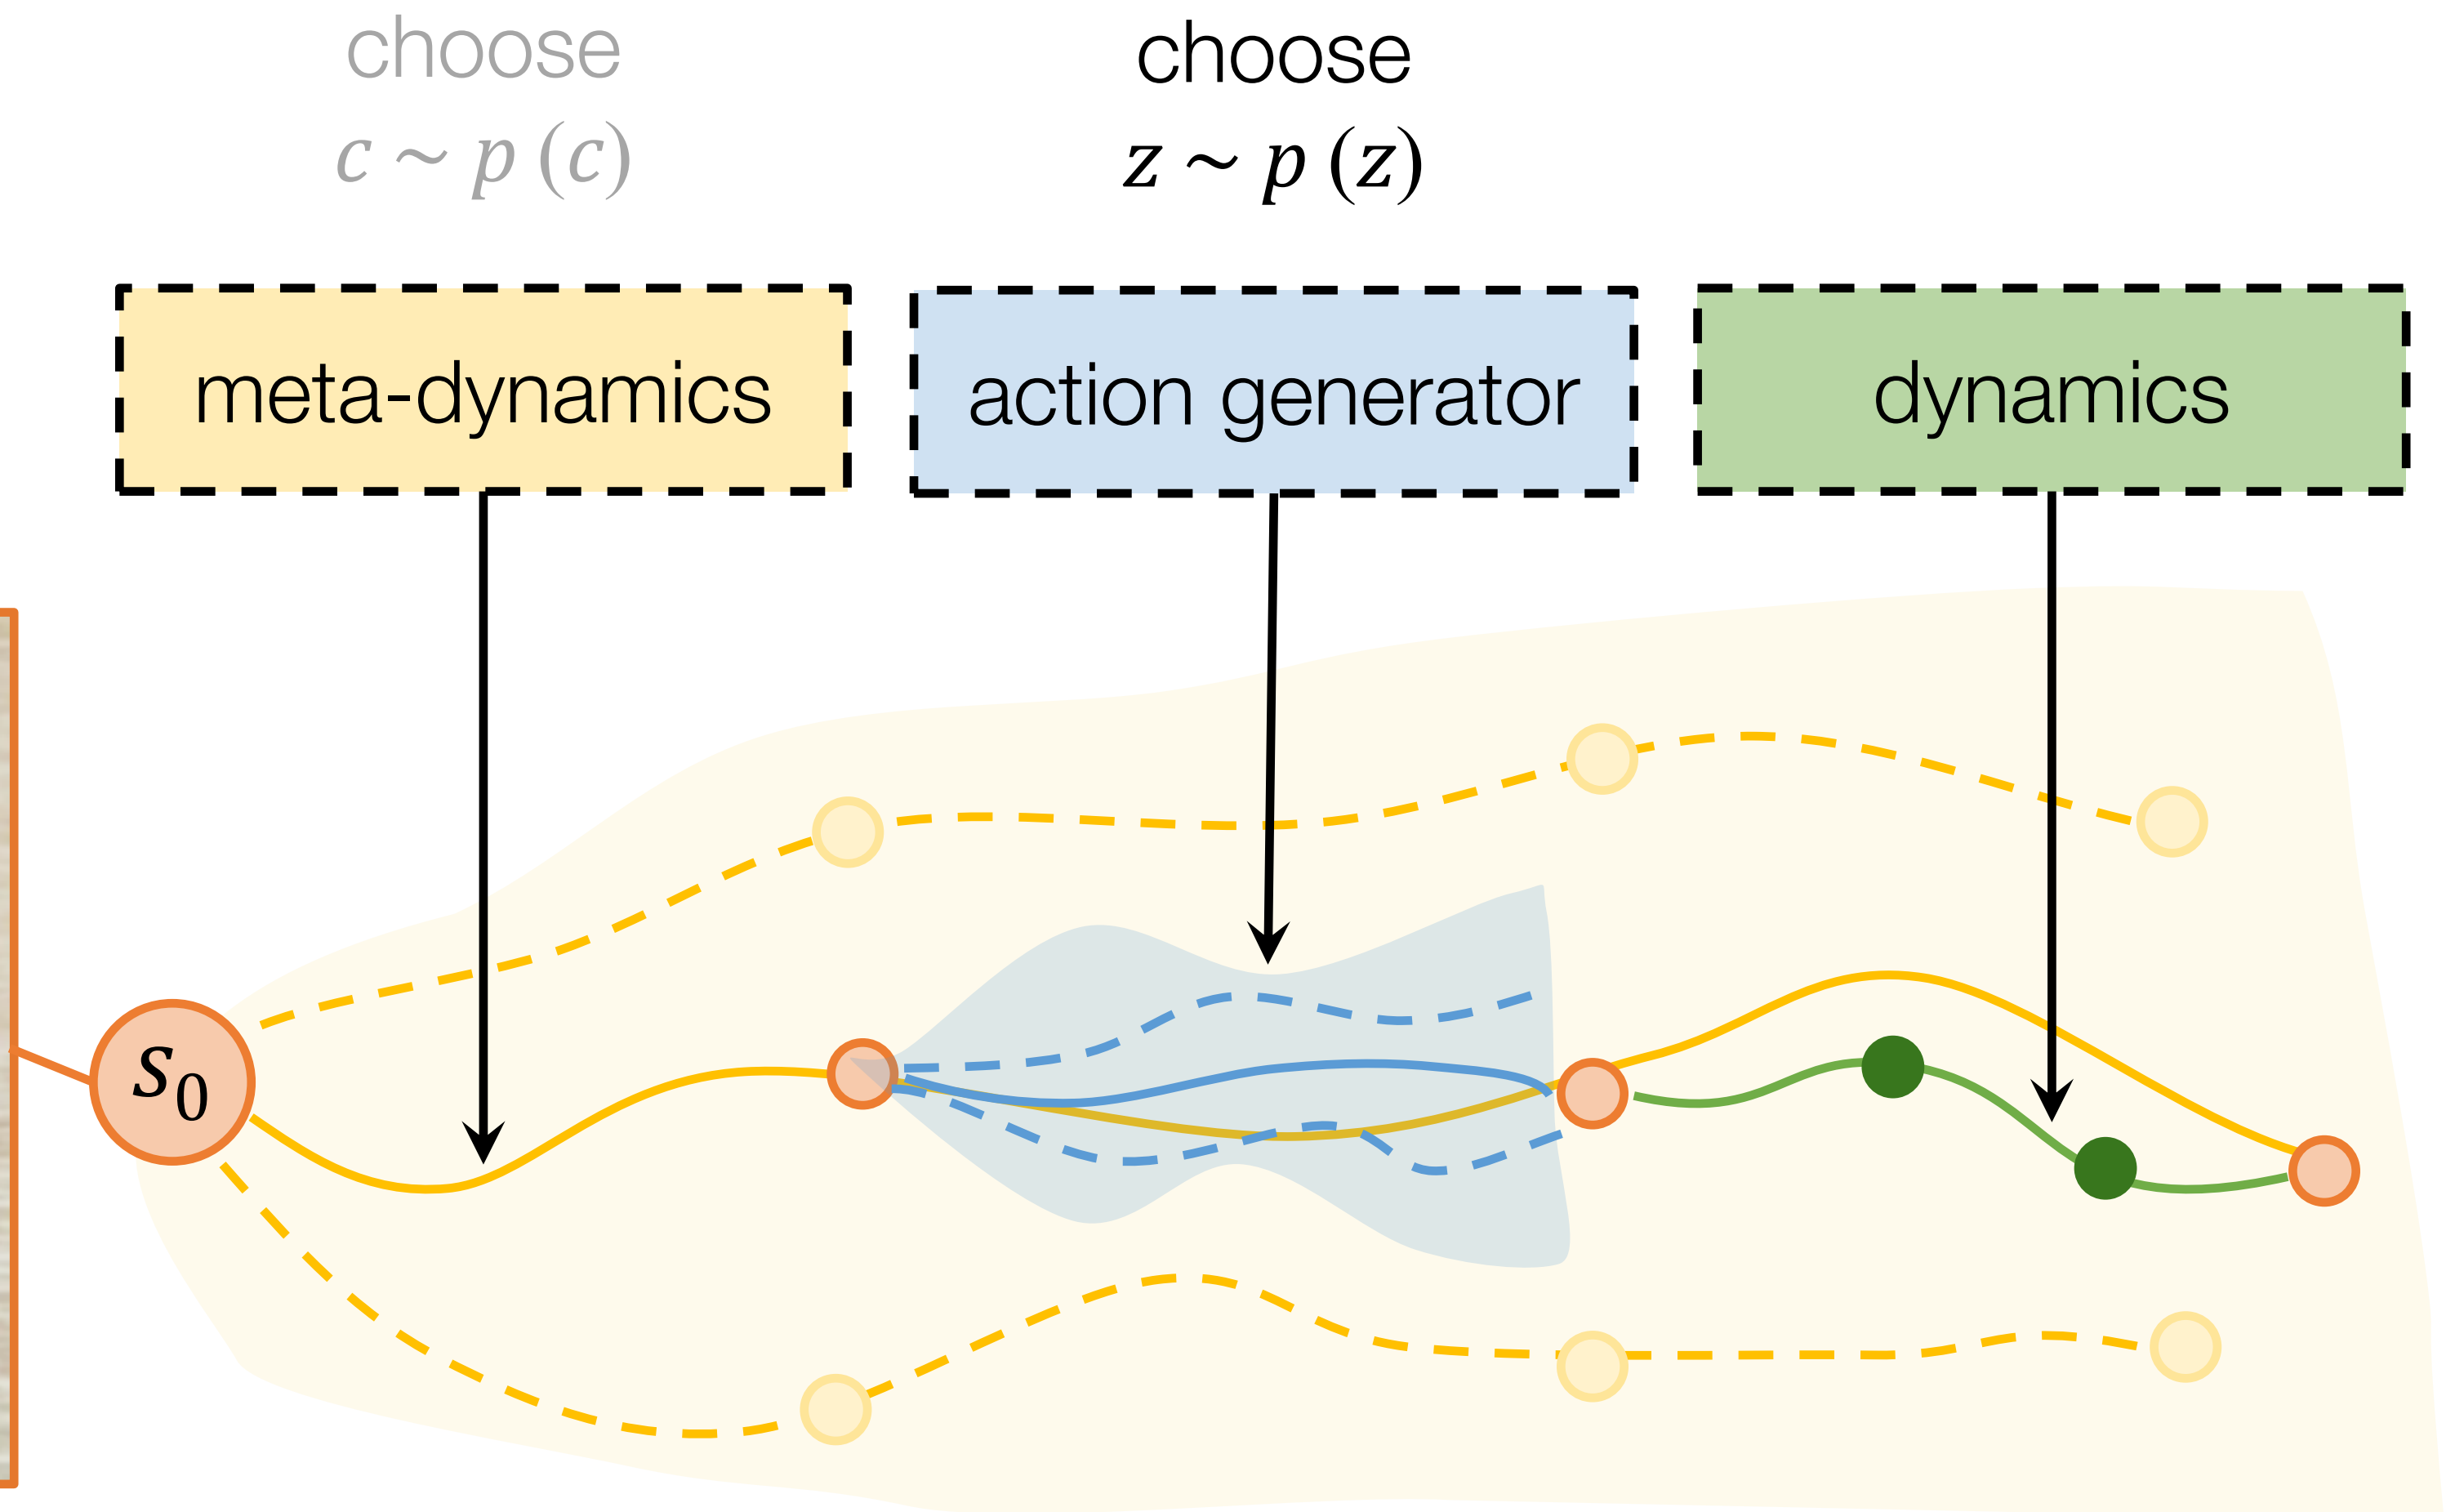 choose
c ~ p (c)
choose
z ~ p (z)
meta-dynamics
action generator
dynamics
s₀